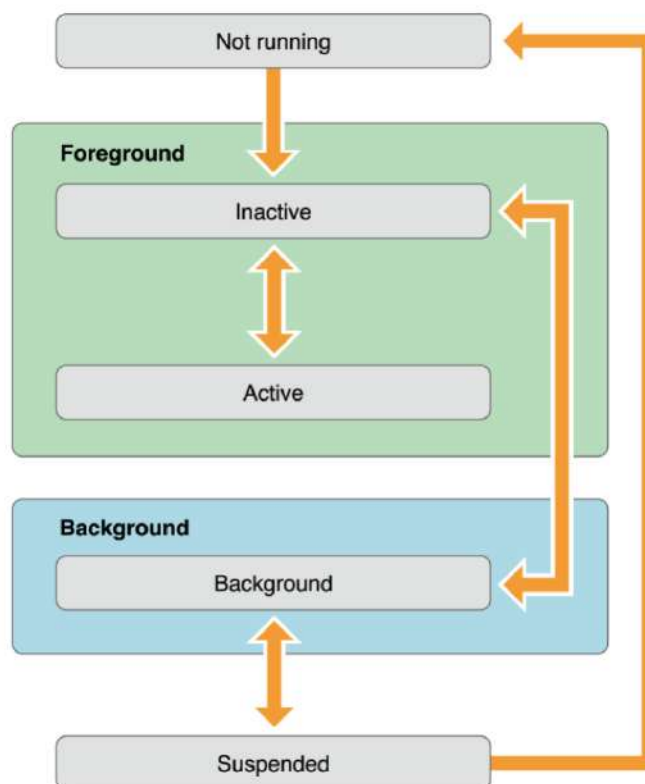 Not running
Foreground
Inactive
Active
Background
Background
Suspended